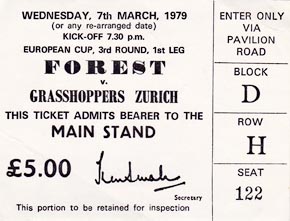 WEDNESDAY, 7th MARCH, 1979
(or any re-arranged date)
KICK-OFF 7.30 p.m.
EUROPEAN CUP, 3rd ROUND, 1st LEG
FOREST
v.
GRASSHOPPERS ZURICH
THIS TICKET ADMITS BEARER TO THE
MAIN STAND
£5.00
Secretary
This portion to be retained for inspection
ENTER ONLY
VIA
PAVILION
ROAD
BLOCK
D
ROW
H
SEAT
122